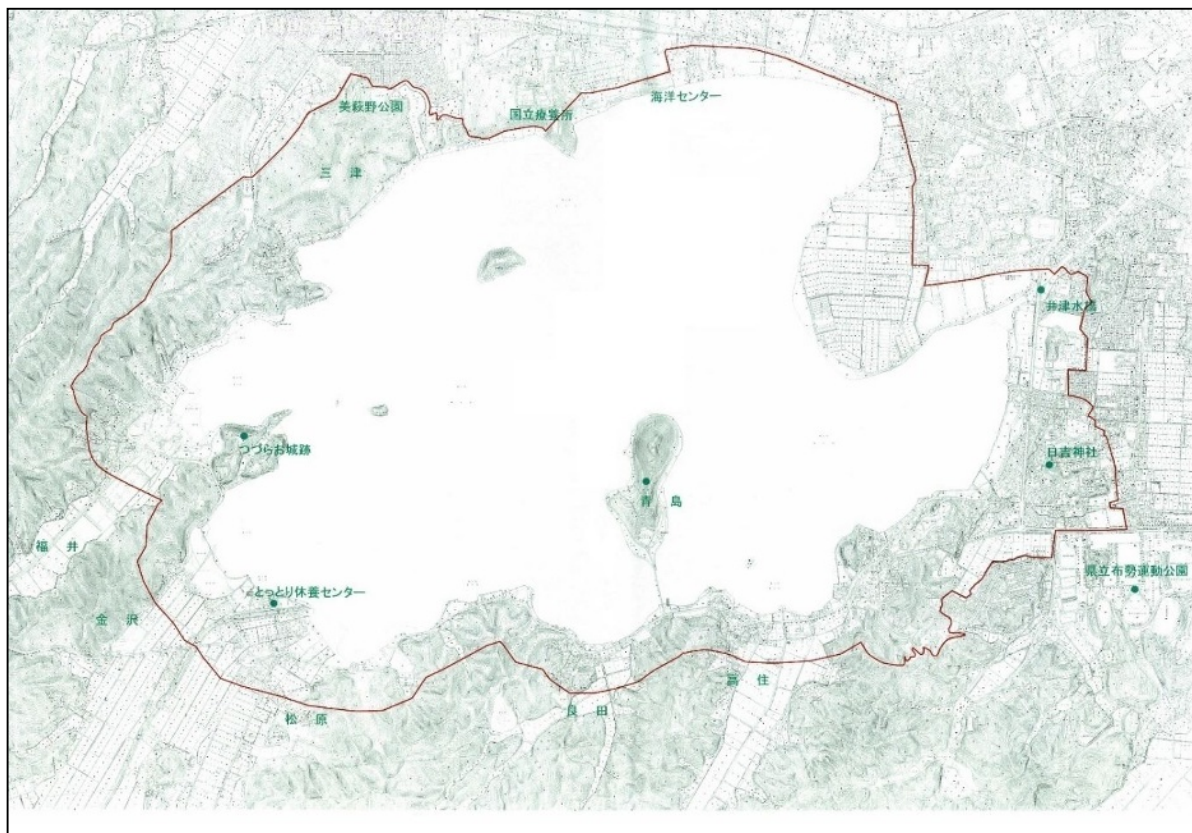 海洋センター
美萩野公園
国立療養所
三津
井津水橋
つづらお城跡
日吉神社
青島
福井
県立布勢運動公園
とっとり休養センター
金沢
高住
良田
松原